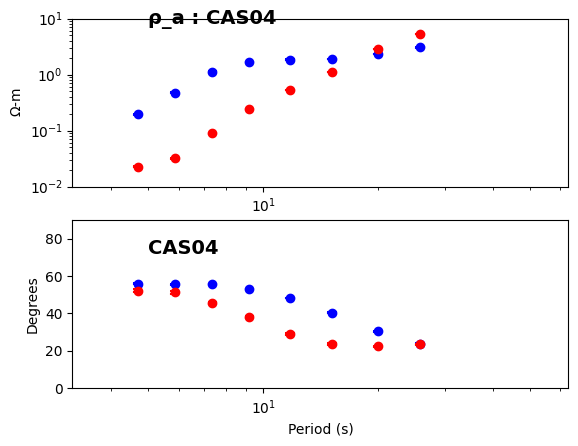 ρ_a : CAS04
10¹
10⁰
10⁻¹
10⁻²
Ω-m
10¹
CAS04
80
60
40
20
0
Degrees
10¹
Period (s)